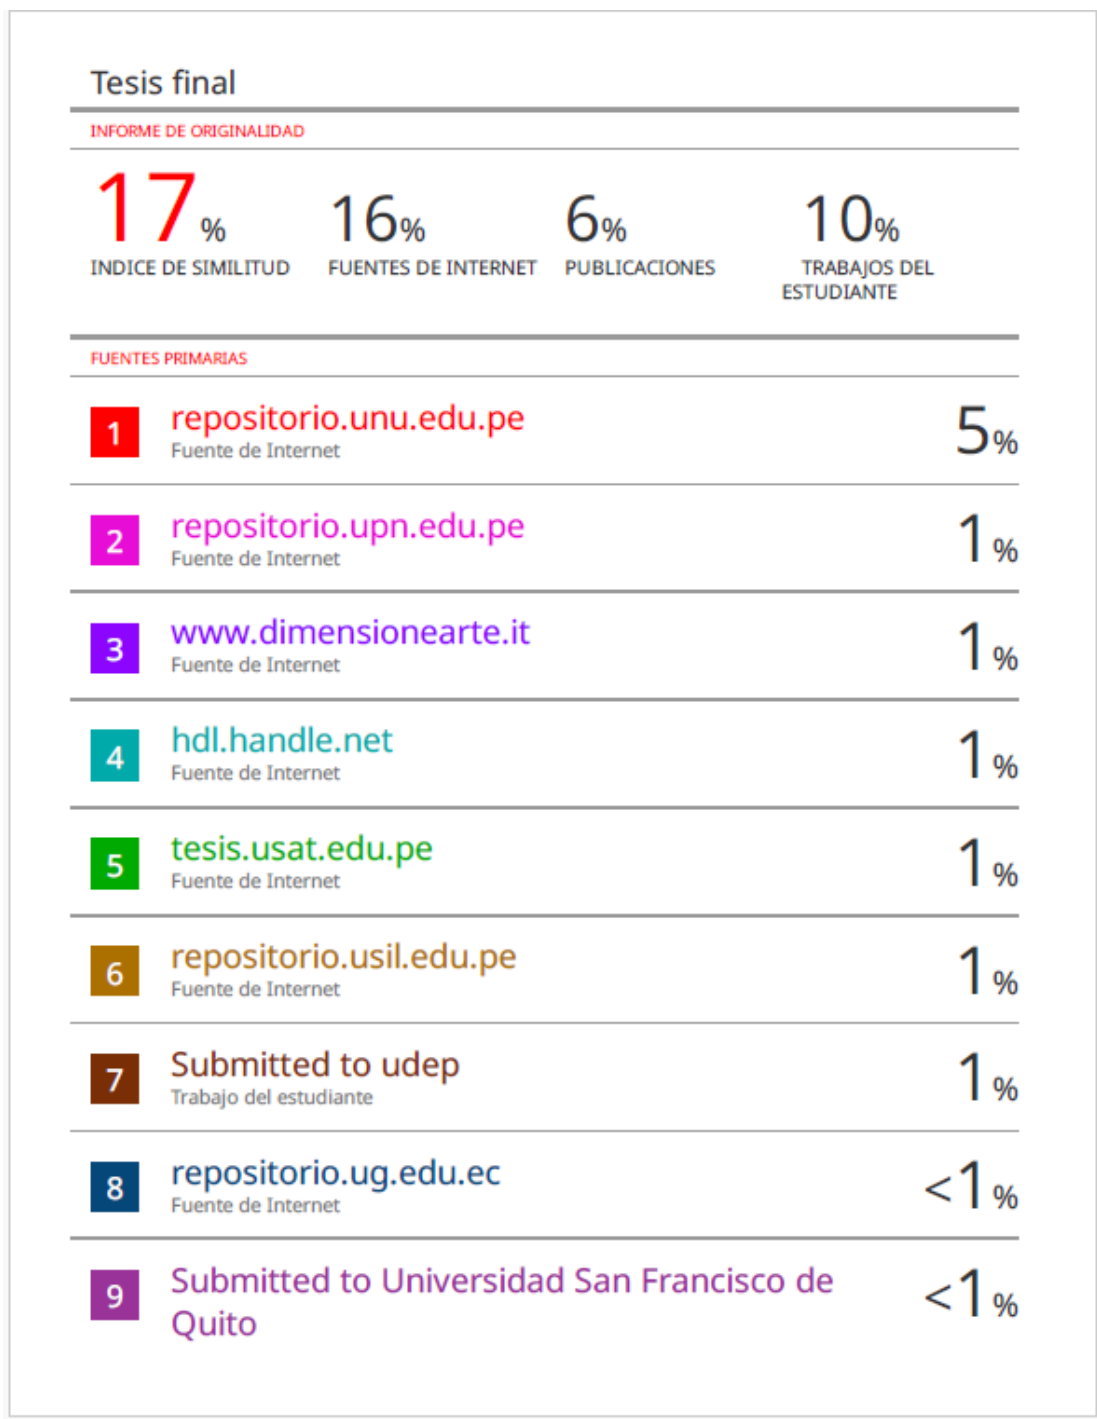 Tesis final
INFORME DE ORIGINALIDAD
17% 16% 6% 10%
INDICE DE SIMILITUD FUENTES DE INTERNET PUBLICACIONES TRABAJOS DEL
ESTUDIANTE
FUENTES PRIMARIAS
1 repositorio.unu.edu.pe 5%
Fuente de Internet
2 repositorio.upn.edu.pe 1%
Fuente de Internet
3 www.dimensionearte.it 1%
Fuente de Internet
4 hdl.handle.net 1%
Fuente de Internet
5 tesis.usat.edu.pe 1%
Fuente de Internet
6 repositorio.usil.edu.pe 1%
Fuente de Internet
7 Submitted to udep 1%
Trabajo del estudiante
8 repositorio.ug.edu.ec <1%
Fuente de Internet
9 Submitted to Universidad San Francisco de <1%
Quito